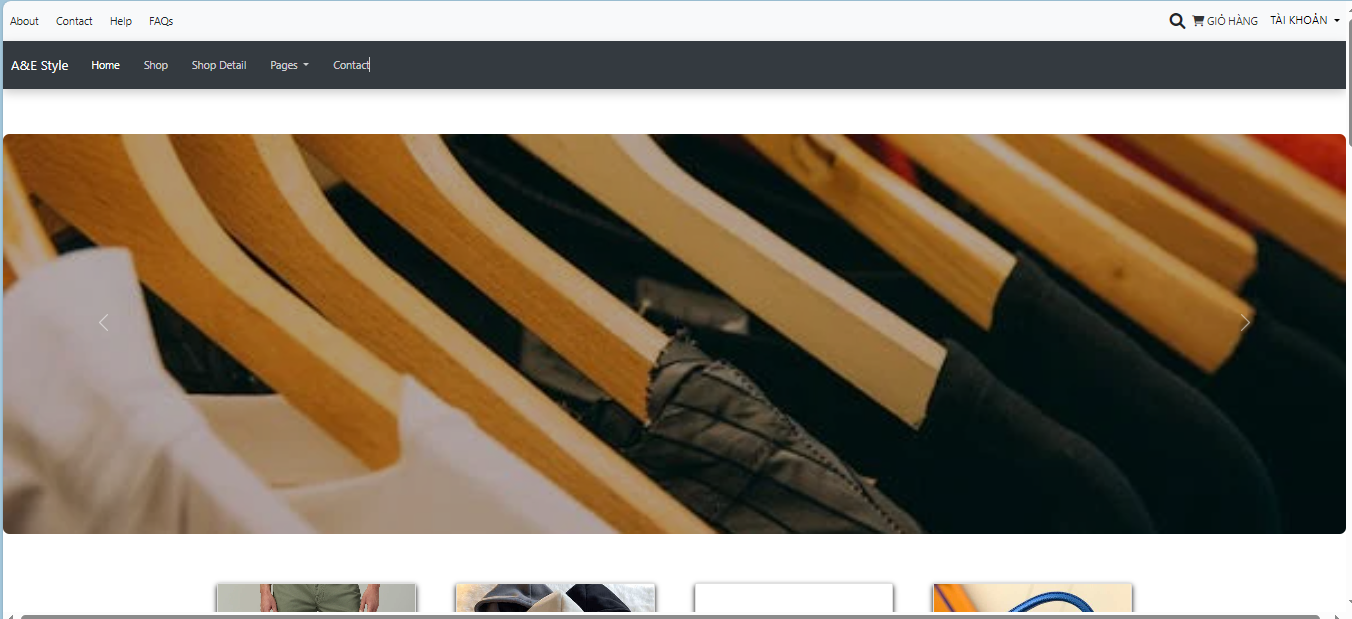 About Contact Help FAQs GIỎ HÀNG TÀI KHOẢN
A&E Style Home Shop Shop Detail Pages Contact